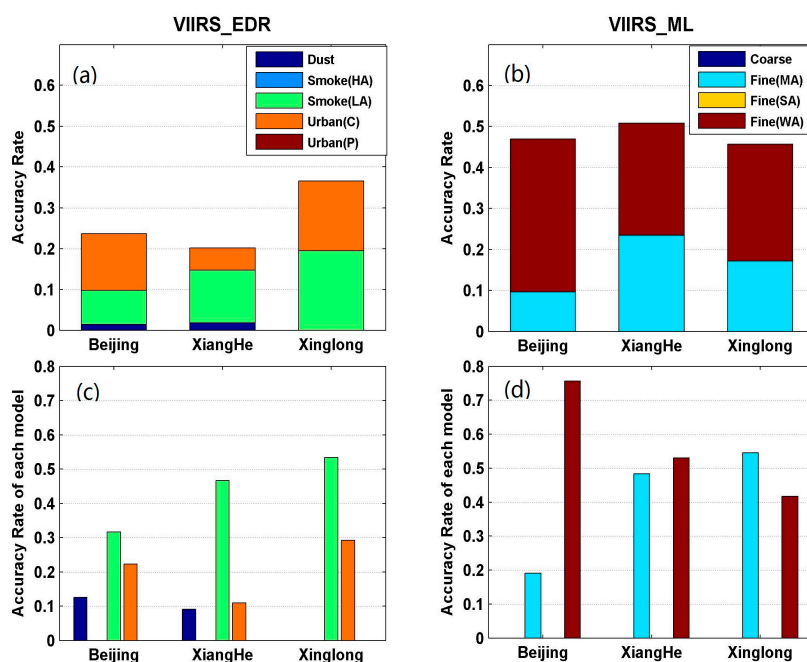 VIIRS_EDR
VIIRS_ML
(a)
Dust
Smoke(HA)
Smoke(LA)
Urban(C)
Urban(P)
Accuracy Rate
0.6
0.5
0.4
0.3
0.2
0.1
0
Beijing XiangHe Xinglong
(b)
Coarse
Fine(MA)
Fine(SA)
Fine(WA)
Accuracy Rate
0.6
0.5
0.4
0.3
0.2
0.1
0
Beijing XiangHe Xinglong
(c)
Accuracy Rate of each model
0.8
0.7
0.6
0.5
0.4
0.3
0.2
0.1
0
Beijing XiangHe Xinglong
(d)
Accuracy Rate of each model
0.8
0.7
0.6
0.5
0.4
0.3
0.2
0.1
0
Beijing XiangHe Xinglong